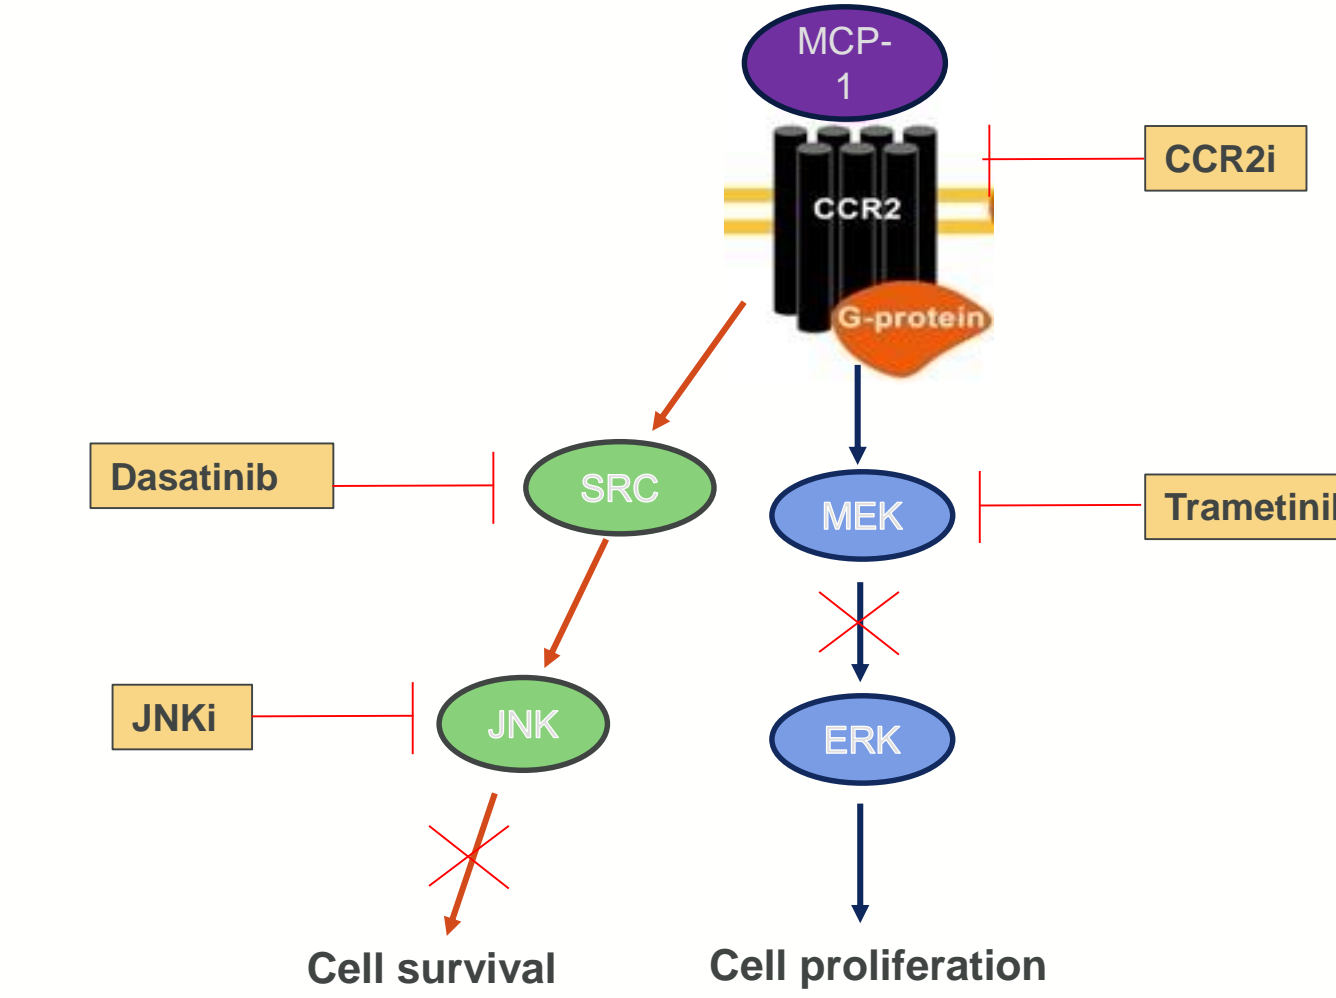 MCP-
1
CCR2i
CCR2
G-protein
Dasatinib
SRC
MEK
Trametinib
JNKi
JNK
ERK
Cell survival
Cell proliferation